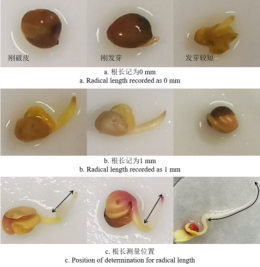 刚破皮 刚发芽 发芽较短
a. 根长记为0 mm
a. Radical length recorded as 0 mm
b. 根长记为1 mm
b. Radical length recorded as 1 mm
c. 根长测量位置
c. Position of determination for radical length